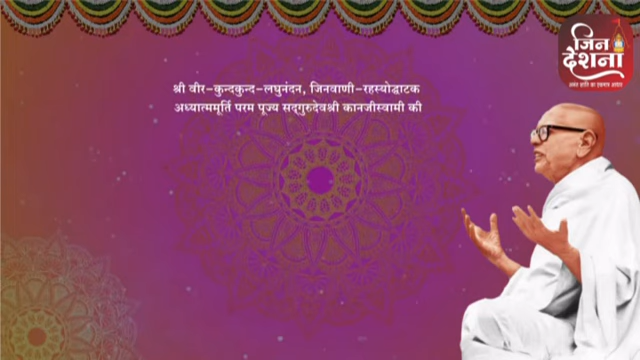 श्री वीर-कुन्दकुन्द-लघुनंदन, जिनवाणी-रहस्योद्घाटक
अध्यात्ममूर्ति परम पूज्य सद्‌गुरुदेवश्री कानजीस्वामी की
जिन
देशना